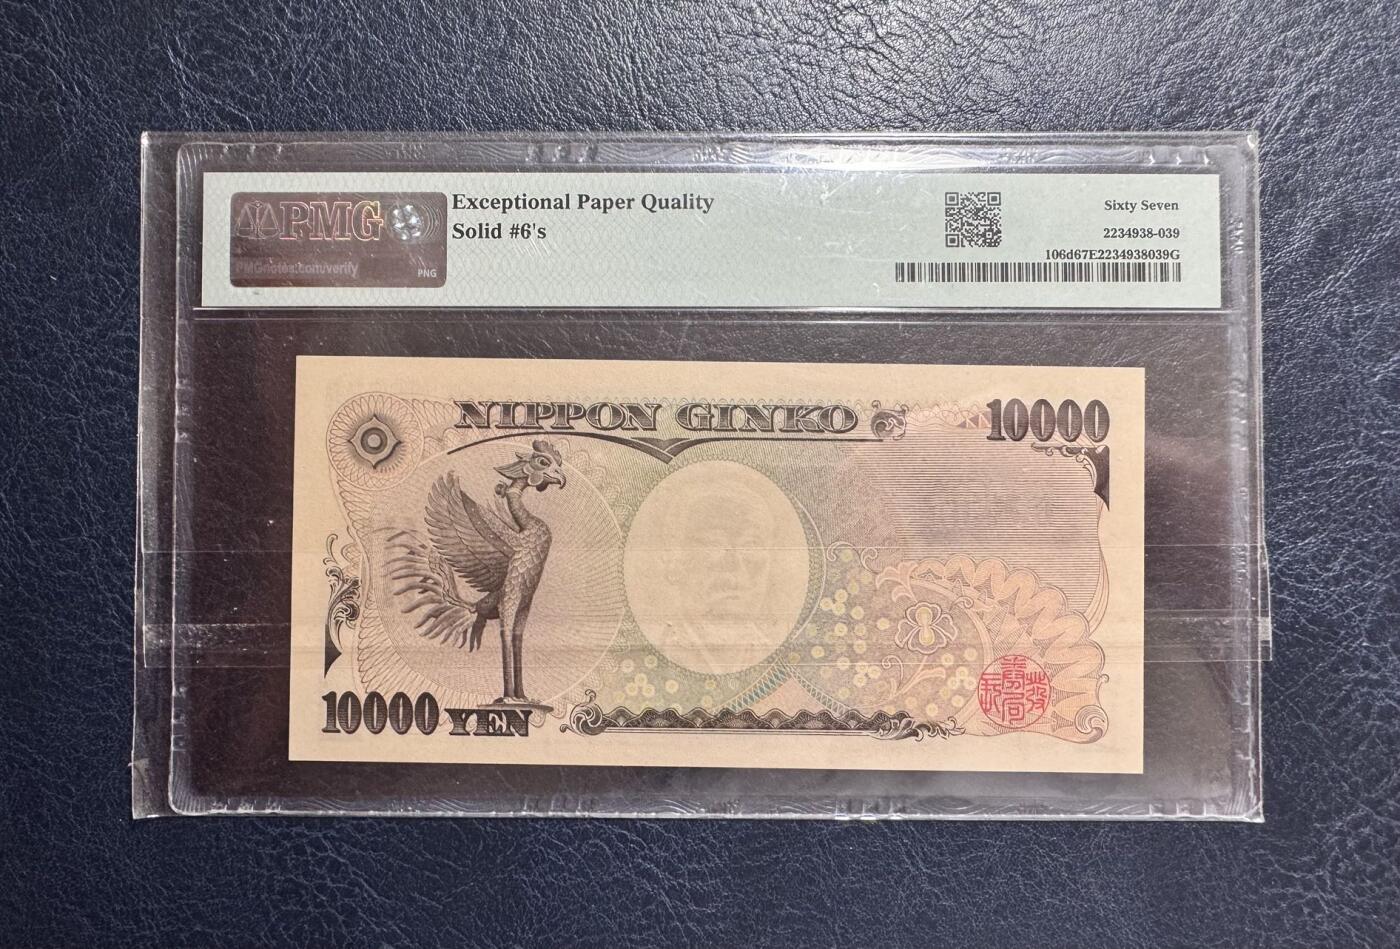 PMG
PMGnotes.com/verify
PNG
Exceptional Paper Quality
Solid #6's
Sixty Seven
2234938-039
106d67E2234938039G
NIPPON GINKO
10000
10000 YEN